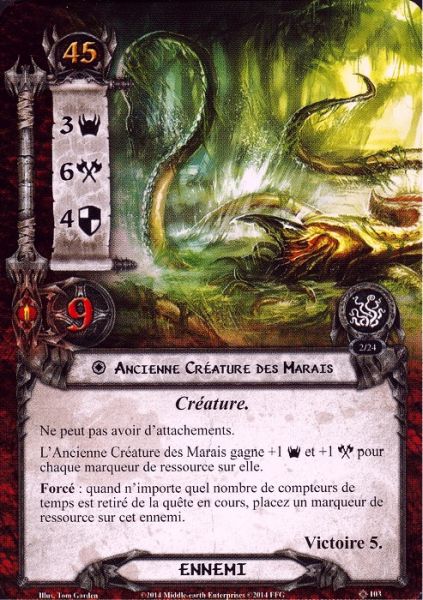 45
3
6
4
9
2/24
Ancienne Créature des Marais
Créature.
Ne peut pas avoir d'attachements.
L'Ancienne Créature des Marais gagne +1 et +1 pour
chaque marqueur de ressource sur elle.
Forcé : quand n'importe quel nombre de compteurs de
temps est retiré de la quête en cours, placez un marqueur de
ressource sur cet ennemi.
Victoire 5.
ENNEMI
Illus. Tom Garden ©2014 Middle-earth Enterprises ©2014 FFG 103